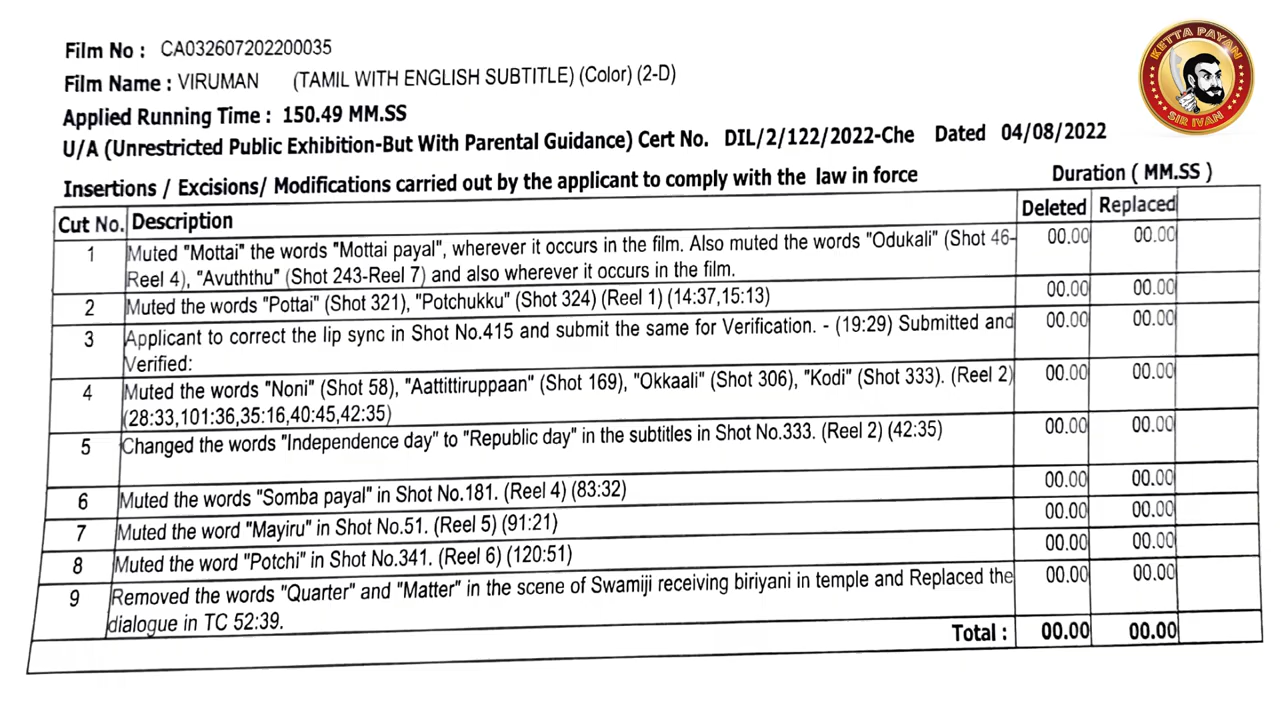 Film No : CA032607202200035
Film Name : VIRUMAN (TAMIL WITH ENGLISH SUBTITLE) (Color) (2-D)
Applied Running Time : 150.49 MM.SS
U/A (Unrestricted Public Exhibition-But With Parental Guidance) Cert No. DIL/2/122/2022-Che Dated 04/08/2022
Insertions / Excisions/ Modifications carried out by the applicant to comply with the law in force Duration ( MM.SS )
Cut No. Description Deleted Replaced
1 Muted "Mottai" the words "Mottai payal", wherever it occurs in the film. Also muted the words "Odukali" (Shot 46- 00.00 00.00
Reel 4), "Avuththu" (Shot 243-Reel 7) and also wherever it occurs in the film.
2 Muted the words "Pottai" (Shot 321), "Potchukku" (Shot 324) (Reel 1) (14:37,15:13) 00.00 00.00
3 Applicant to correct the lip sync in Shot No.415 and submit the same for Verification. - (19:29) Submitted and 00.00 00.00
Verified:
4 Muted the words "Noni" (Shot 58), "Aattittiruppaan" (Shot 169), "Okkaali" (Shot 306), "Kodi" (Shot 333). (Reel 2) 00.00 00.00
(28:33,101:36,35:16,40:45,42:35)
5 Changed the words "Independence day" to "Republic day" in the subtitles in Shot No.333. (Reel 2) (42:35) 00.00 00.00
6 Muted the words "Somba payal" in Shot No.181. (Reel 4) (83:32) 00.00 00.00
7 Muted the word "Mayiru" in Shot No.51. (Reel 5) (91:21) 00.00 00.00
8 Muted the word "Potchi" in Shot No.341. (Reel 6) (120:51) 00.00 00.00
9 Removed the words "Quarter" and "Matter" in the scene of Swamiji receiving biriyani in temple and Replaced the 00.00 00.00
dialogue in TC 52:39.
Total : 00.00 00.00
KETTA PAYAN
SIR IVAN